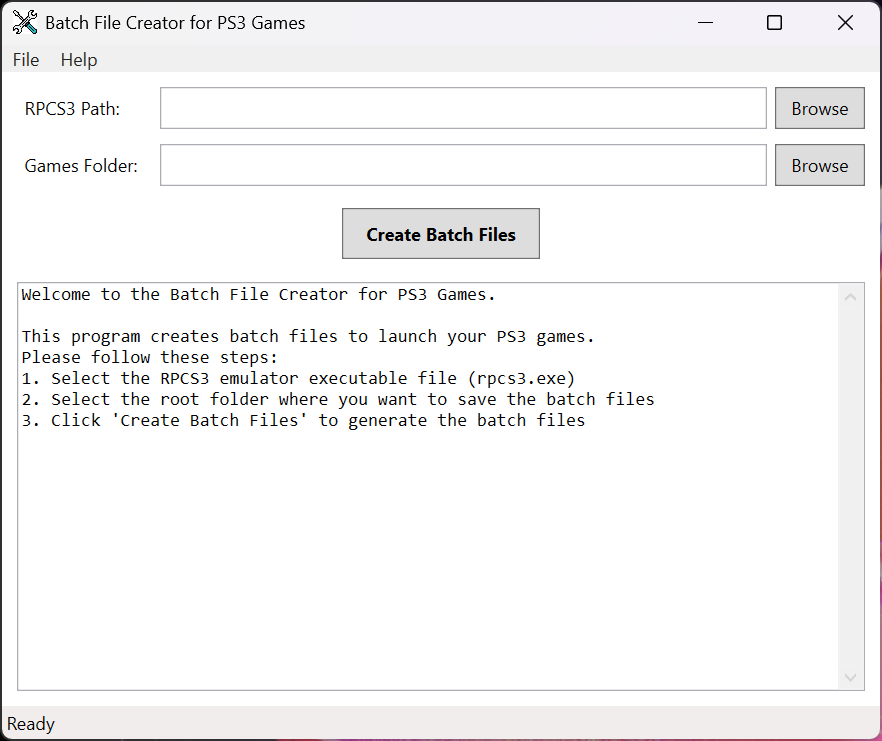 Batch File Creator for PS3 Games
File Help
RPCS3 Path: Browse
Games Folder: Browse
Create Batch Files
Welcome to the Batch File Creator for PS3 Games.
This program creates batch files to launch your PS3 games.
Please follow these steps:
1. Select the RPCS3 emulator executable file (rpcs3.exe)
2. Select the root folder where you want to save the batch files
3. Click 'Create Batch Files' to generate the batch files
Ready